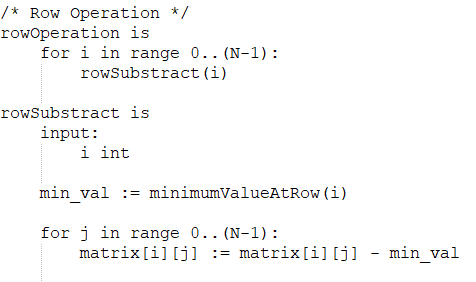 /* Row Operation */
rowOperation is
    for i in range 0..(N-1):
        rowSubstract(i)

rowSubstract is
    input:
        i int

    min_val := minimumValueAtRow(i)

    for j in range 0..(N-1):
        matrix[i][j] := matrix[i][j] - min_val